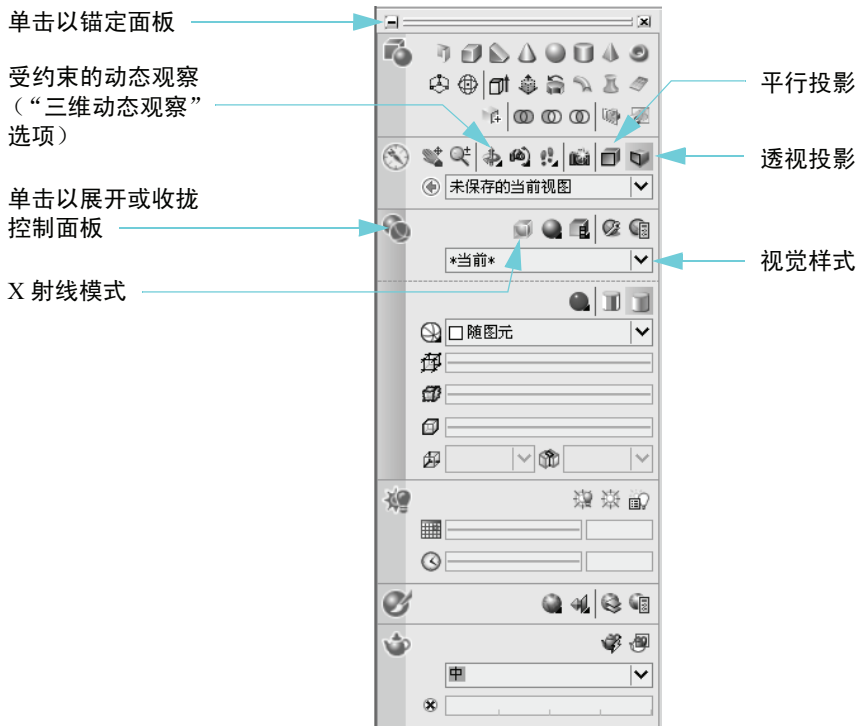 单击以锚定面板
受约束的动态观察
（“三维动态观察”
选项）
单击以展开或收拢
控制面板
X 射线模式
平行投影
透视投影
视觉样式
未保存的当前视图
*当前*
随图元
中